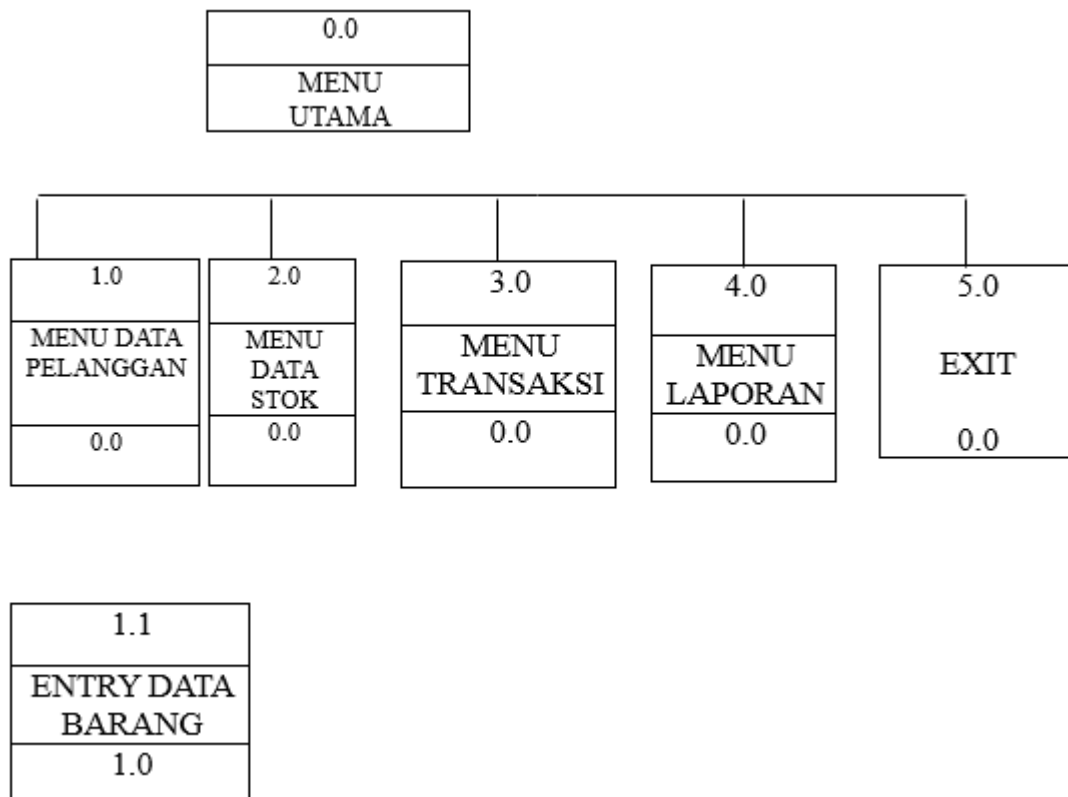 0.0
MENU
UTAMA
1.0
MENU DATA
PELANGGAN
0.0
2.0
MENU
DATA
STOK
0.0
3.0
MENU
TRANSAKSI
0.0
4.0
MENU
LAPORAN
0.0
5.0
EXIT
0.0
1.1
ENTRY DATA
BARANG
1.0